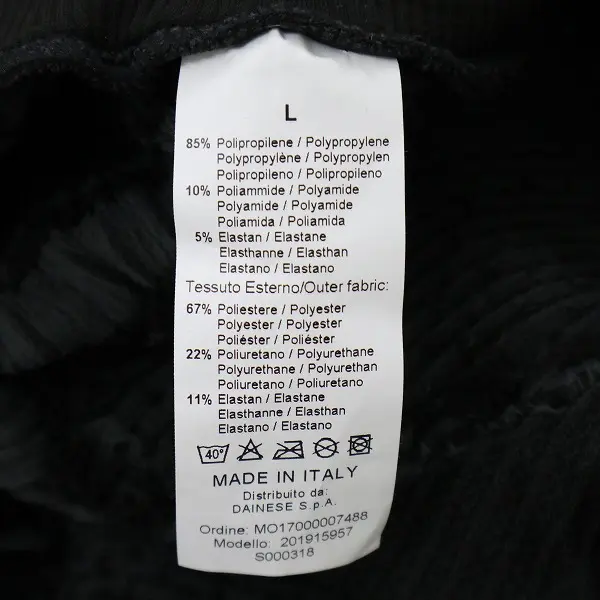 L
85% Polipropilene / Polypropylene
Polypropylène / Polypropylen
Polipropileno / Polipropileno
10% Poliammide / Polyamide
Polyamide / Polyamide
Poliamida / Poliamida
5% Elastan / Elastane
Elasthanne / Elasthan
Elastano / Elastano
Tessuto Esterno/Outer fabric:
67% Poliestere / Polyester
Polyester / Polyester
Poliéster / Poliéster
22% Poliuretano / Polyurethane
Polyuréthane / Polyurethan
Poliuretano / Poliuretano
11% Elastan / Elastane
Elasthanne / Elasthan
Elastano / Elastano
40°
MADE IN ITALY
Distribuito da:
DAINESE S.p.A.
Ordine: MO17000007488
Modello: 201915957
S000318